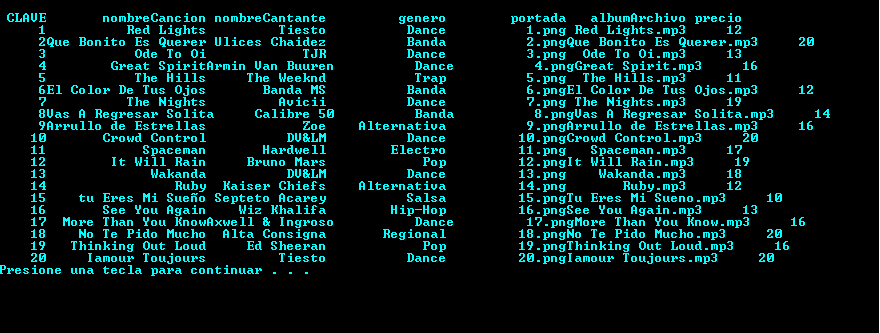 CLAVE nombreCancion nombreCantante genero portada albumArchivo precio
1 Red Lights Tiesto Dance 1.png Red Lights.mp3 12
2Que Bonito Es Querer Ulices Chaidez Banda 2.pngQue Bonito Es Querer.mp3 20
3 Ode To Oi TJR Dance 3.png Ode To Oi.mp3 13
4 Great SpiritArmin Van Buuren Dance 4.pngGreat Spirit.mp3 16
5 The Hills The Weeknd Trap 5.png The Hills.mp3 11
6El Color De Tus Ojos Banda MS Banda 6.pngEl Color De Tus Ojos.mp3 12
7 The Nights Avicii Dance 7.png The Nights.mp3 19
8Vas A Regresar Solita Calibre 50 Banda 8.pngVas A Regresar Solita.mp3 14
9Arrullo de Estrellas Zoe Alternativa 9.pngArrullo de Estrellas.mp3 16
10 Crowd Control DV&LM Dance 10.pngCrowd Control.mp3 20
11 Spaceman Hardwell Electro 11.png Spaceman.mp3 17
12 It Will Rain Bruno Mars Pop 12.pngIt Will Rain.mp3 19
13 Wakanda DV&LM Dance 13.png Wakanda.mp3 18
14 Ruby Kaiser Chiefs Alternativa 14.png Ruby.mp3 12
15 tu Eres Mi Sueño Septeto Acarey Salsa 15.pngTu Eres Mi Sueno.mp3 10
16 See You Again Wiz Khalifa Hip-Hop 16.pngSee You Again.mp3 13
17 More Than You KnowAxwell & Ingroso Dance 17.pngMore Than You Know.mp3 16
18 No Te Pido Mucho Alta Consigna Regional 18.pngNo Te Pido Mucho.mp3 20
19 Thinking Out Loud Ed Sheeran Pop 19.pngThinking Out Loud.mp3 16
20 Iamour Toujours Tiesto Dance 20.pngIamour Toujours.mp3 20
Presione una tecla para continuar . . .